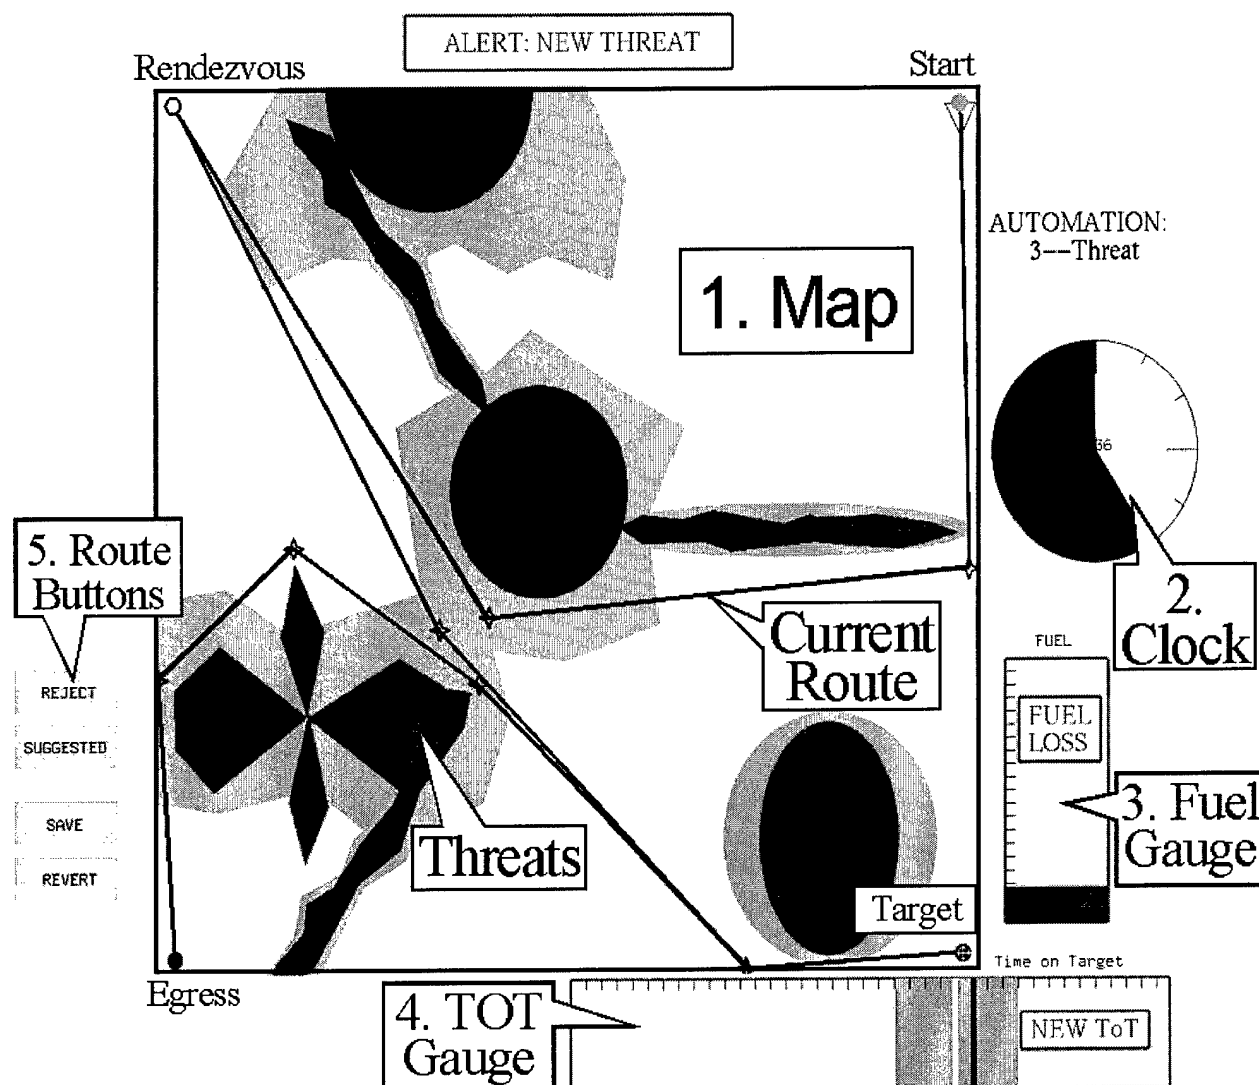 ALERT: NEW THREAT
Rendezvous
Start
AUTOMATION:
3--Threat
1. Map
36
5. Route
Buttons
2.
Clock
Current
Route
FUEL
REJECT
FUEL
LOSS
SUGGESTED
3. Fuel
Gauge
SAVE
Threats
REVERT
Target
Time on Target
Egress
4. TOT
Gauge
NEW ToT